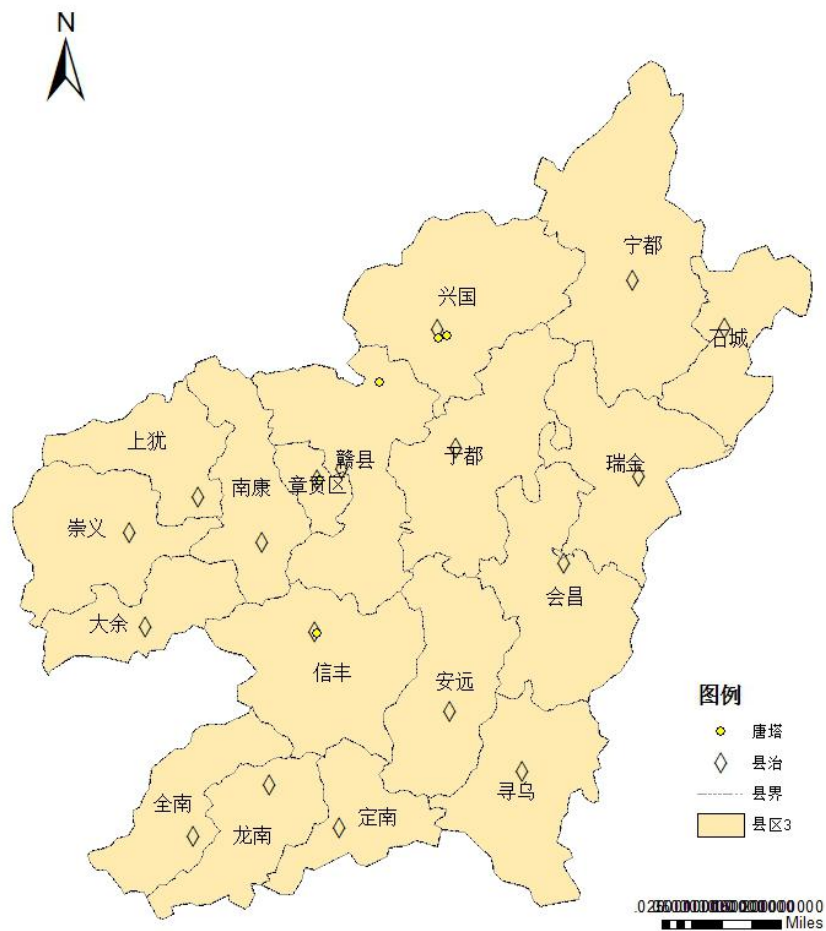 N
宁都
兴国
石城
上犹
赣县
于都
瑞金
南康
章贡区
崇义
会昌
大余
信丰
安远
图例
唐塔
县治
寻乌
县界
全南
定南
县区3
龙南
Miles